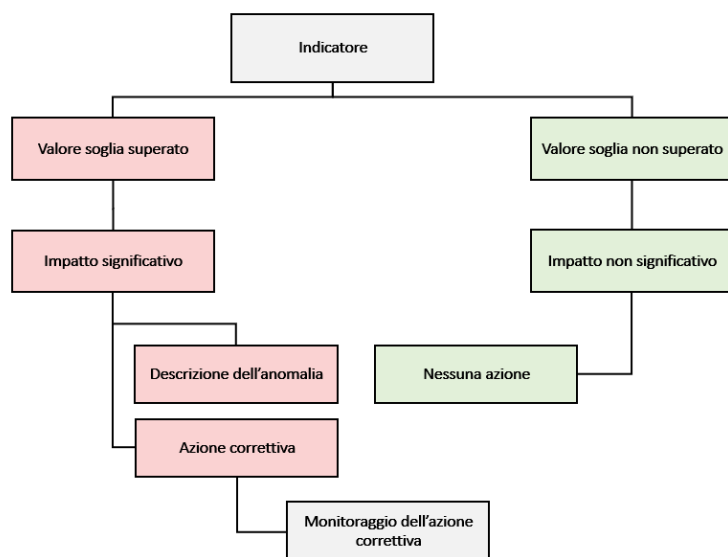 Indicatore
Valore soglia superato
Valore soglia non superato
Impatto significativo
Impatto non significativo
Descrizione dell'anomalia
Nessuna azione
Azione correttiva
Monitoraggio dell'azione
correttiva